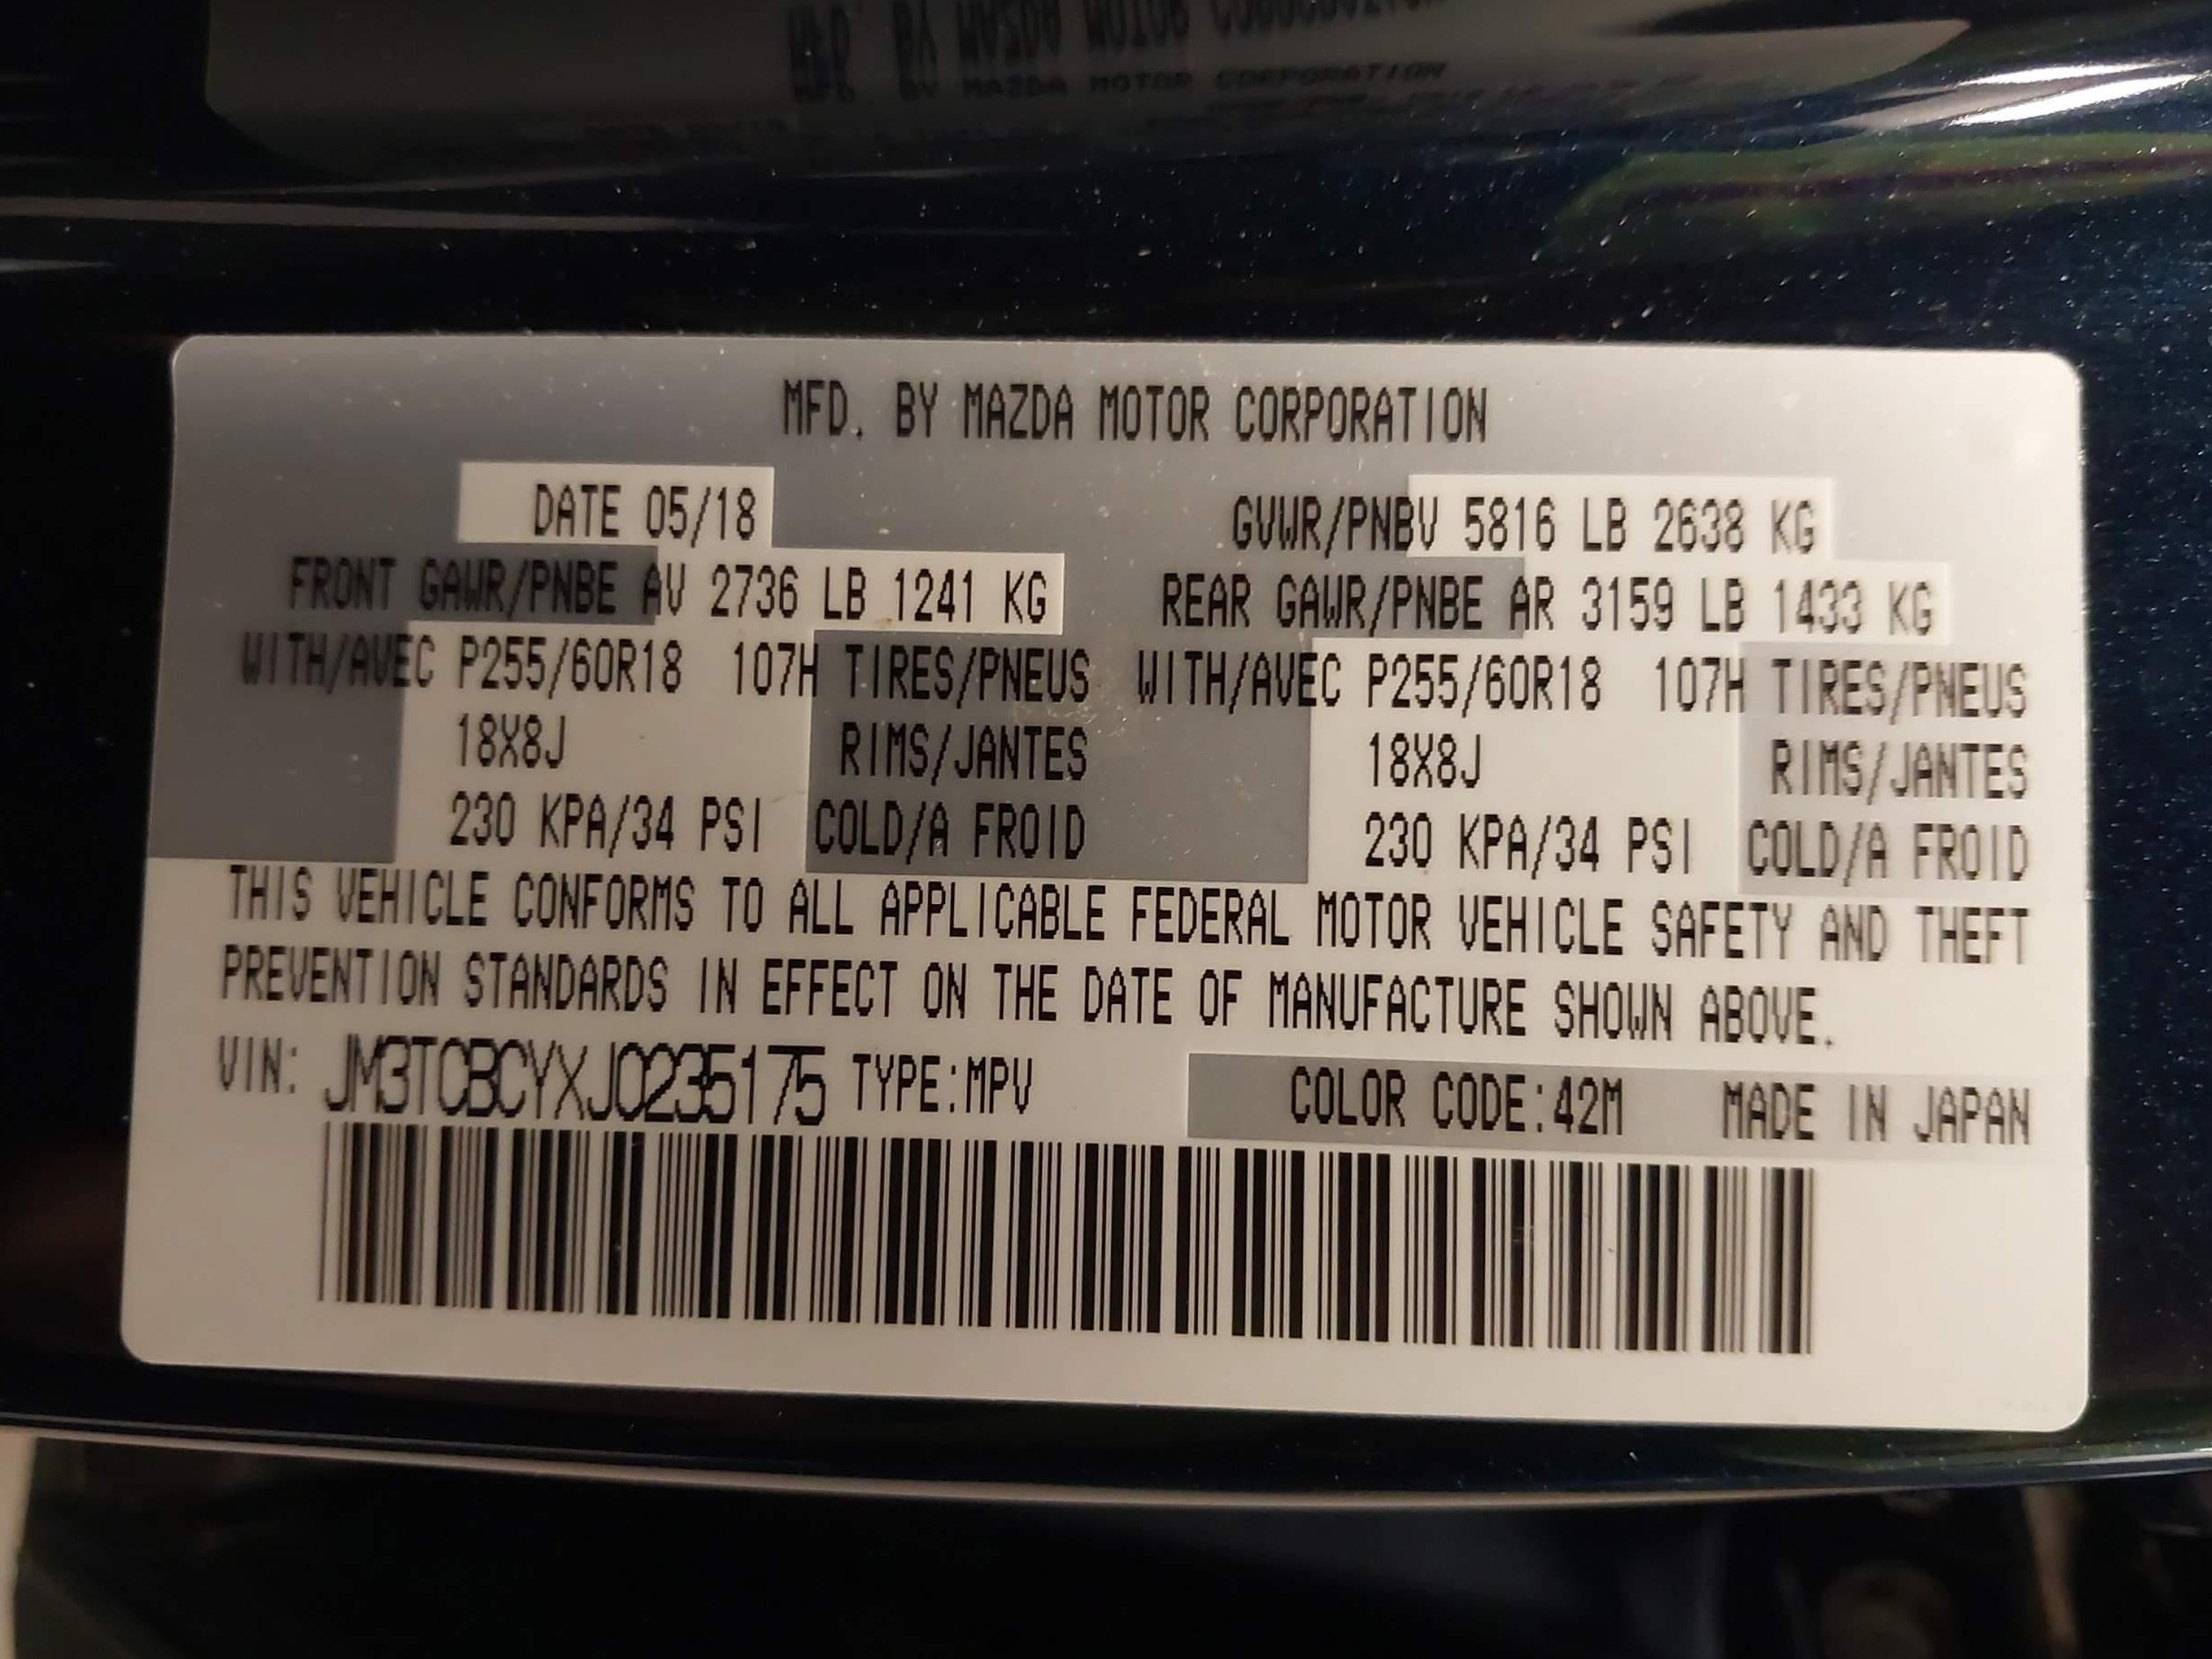 MFD. BY MAZDA MOTOR CORPORATION
MFD. BY MAZDA MOTOR CORPORATION
DATE 05/18 GVWR/PNBV 5816 LB 2638 KG
FRONT GAWR/PNBE AV 2736 LB 1241 KG REAR GAWR/PNBE AR 3159 LB 1433 KG
WITH/AVEC P255/60R18 107H TIRES/PNEUS WITH/AVEC P255/60R18 107H TIRES/PNEUS
18X8J RIMS/JANTES 18X8J RIMS/JANTES
230 KPA/34 PSI COLD/A FROID 230 KPA/34 PSI COLD/A FROID
THIS VEHICLE CONFORMS TO ALL APPLICABLE FEDERAL MOTOR VEHICLE SAFETY AND THEFT
PREVENTION STANDARDS IN EFFECT ON THE DATE OF MANUFACTURE SHOWN ABOVE.
VIN: JM3TCBCYXJ0235175 TYPE:MPV COLOR CODE:42M MADE IN JAPAN